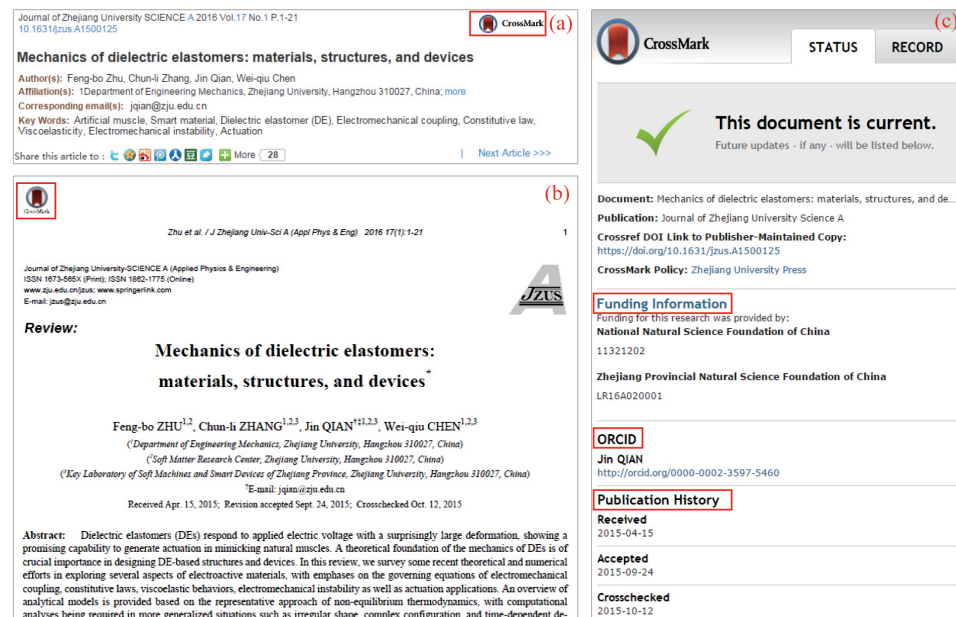 Journal of Zhejiang University SCIENCE A 2016 Vol.17 No.1 P.1-21
10.1631/jzus.A1500125
CrossMark
(a)
Mechanics of dielectric elastomers: materials, structures, and devices
Author(s): Feng-bo Zhu, Chun-li Zhang, Jin Qian, Wei-qiu Chen
Affiliation(s): 1Department of Engineering Mechanics, Zhejiang University, Hangzhou 310027, China; more
Corresponding email(s): jqian@zju.edu.cn
Key Words: Artificial muscle, Smart material, Dielectric elastomer (DE), Electromechanical coupling, Constitutive law,
Viscoelasticity, Electromechanical instability, Actuation
Share this article to : More 28 | Next Article >>>
(b)
CrossMark
Zhu et al. / J Zhejiang Univ-Sci A (Appl Phys & Eng) 2016 17(1):1-21 1
Journal of Zhejiang University-SCIENCE A (Applied Physics & Engineering)
ISSN 1673-565X (Print); ISSN 1862-1775 (Online)
www.zju.edu.cn/jzus; www.springerlink.com
E-mail: jzus@zju.edu.cn
A
JZUS
Review:
Mechanics of dielectric elastomers:
materials, structures, and devices*
Feng-bo ZHU1,2, Chun-li ZHANG1,2,3, Jin QIAN†‡1,2,3, Wei-qiu CHEN1,2,3
(1Department of Engineering Mechanics, Zhejiang University, Hangzhou 310027, China)
(2Soft Matter Research Center, Zhejiang University, Hangzhou 310027, China)
(3Key Laboratory of Soft Machines and Smart Devices of Zhejiang Province, Zhejiang University, Hangzhou 310027, China)
†E-mail: jqian@zju.edu.cn
Received Apr. 15, 2015; Revision accepted Sept. 24, 2015; Crosschecked Oct. 12, 2015
Abstract: Dielectric elastomers (DEs) respond to applied electric voltage with a surprisingly large deformation, showing a
promising capability to generate actuation in mimicking natural muscles. A theoretical foundation of the mechanics of DEs is of
crucial importance in designing DE-based structures and devices. In this review, we survey some recent theoretical and numerical
efforts in exploring several aspects of electroactive materials, with emphases on the governing equations of electromechanical
coupling, constitutive laws, viscoelastic behaviors, electromechanical instability as well as actuation applications. An overview of
analytical models is provided based on the representative approach of non-equilibrium thermodynamics, with computational
analyses being required in more generalized situations such as irregular shape, complex configuration, and time-dependent de-
(c)
CrossMark
STATUS RECORD
This document is current.
Future updates - if any - will be listed below.
Document: Mechanics of dielectric elastomers: materials, structures, and de...
Publication: Journal of Zhejiang University Science A
Crossref DOI Link to Publisher-Maintained Copy:
https://doi.org/10.1631/jzus.A1500125
CrossMark Policy: Zhejiang University Press
Funding Information
Funding for this research was provided by:
National Natural Science Foundation of China
11321202
Zhejiang Provincial Natural Science Foundation of China
LR16A020001
ORCID
Jin QIAN
http://orcid.org/0000-0002-3597-5460
Publication History
Received
2015-04-15
Accepted
2015-09-24
Crosschecked
2015-10-12